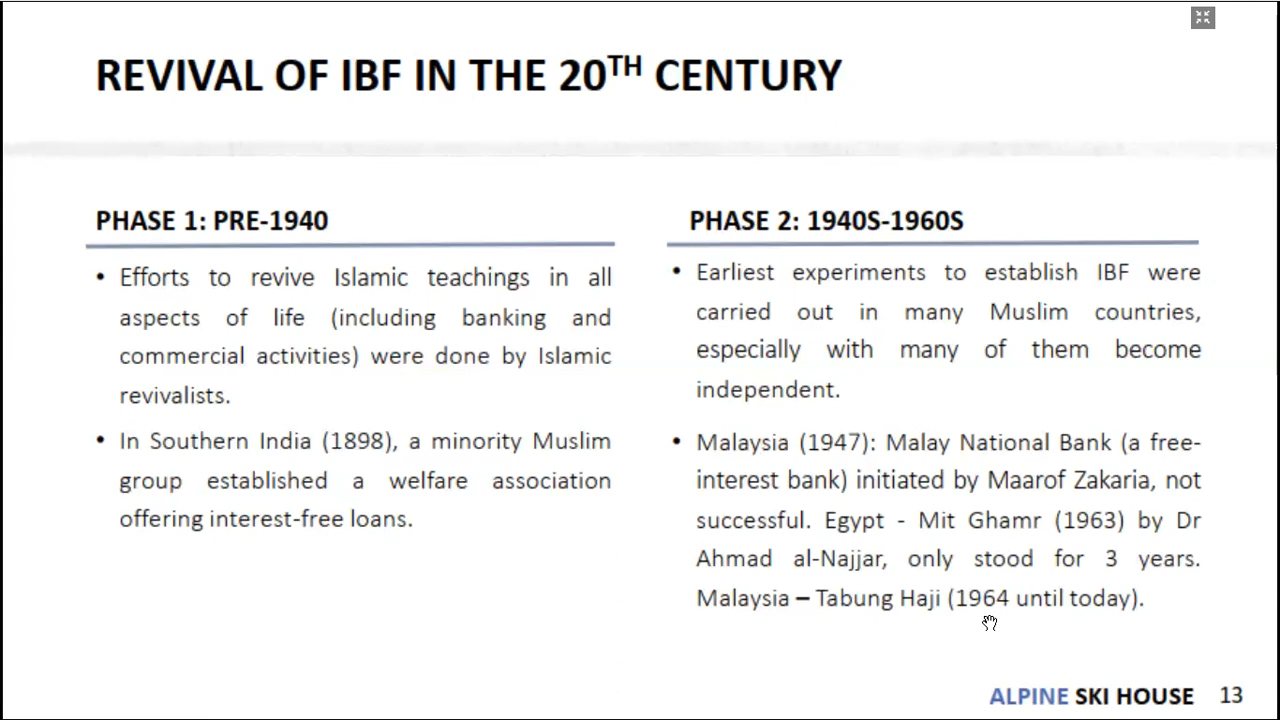 REVIVAL OF IBF IN THE 20TH CENTURY
PHASE 1: PRE-1940
• Efforts to revive Islamic teachings in all
aspects of life (including banking and
commercial activities) were done by Islamic
revivalists.
• In Southern India (1898), a minority Muslim
group established a welfare association
offering interest-free loans.
PHASE 2: 1940S-1960S
• Earliest experiments to establish IBF were
carried out in many Muslim countries,
especially with many of them become
independent.
• Malaysia (1947): Malay National Bank (a free-
interest bank) initiated by Maarof Zakaria, not
successful. Egypt - Mit Ghamr (1963) by Dr
Ahmad al-Najjar, only stood for 3 years.
Malaysia – Tabung Haji (1964 until today).
ALPINE SKI HOUSE 13